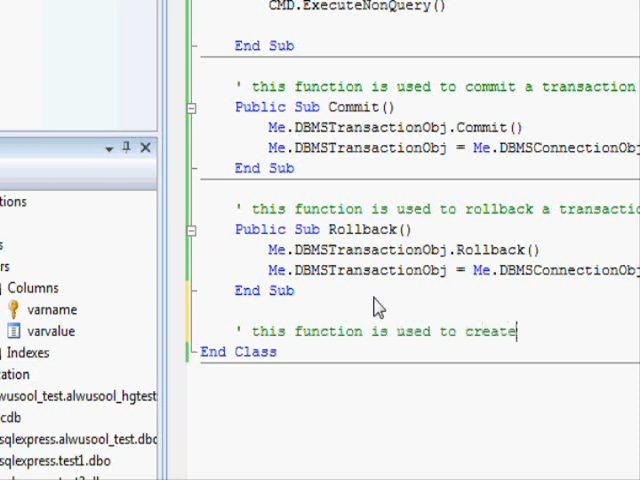 CMD.ExecuteNonQuery()
End Sub
' this function is used to commit a transaction
Public Sub Commit()
Me.DBMSTransactionObj.Commit()
Me.DBMSTransactionObj = Me.DBMSConnectionObj
End Sub
' this function is used to rollback a transactio
Public Sub Rollback()
Me.DBMSTransactionObj.Rollback()
Me.DBMSTransactionObj = Me.DBMSConnectionObj
End Sub
' this function is used to create
End Class
tions
s
rs
Columns
varname
varvalue
Indexes
ation
wusool_test.alwusool_hgtest
cdb
sqlexpress.alwusool_test.dbo
sqlexpress.test1.dbo